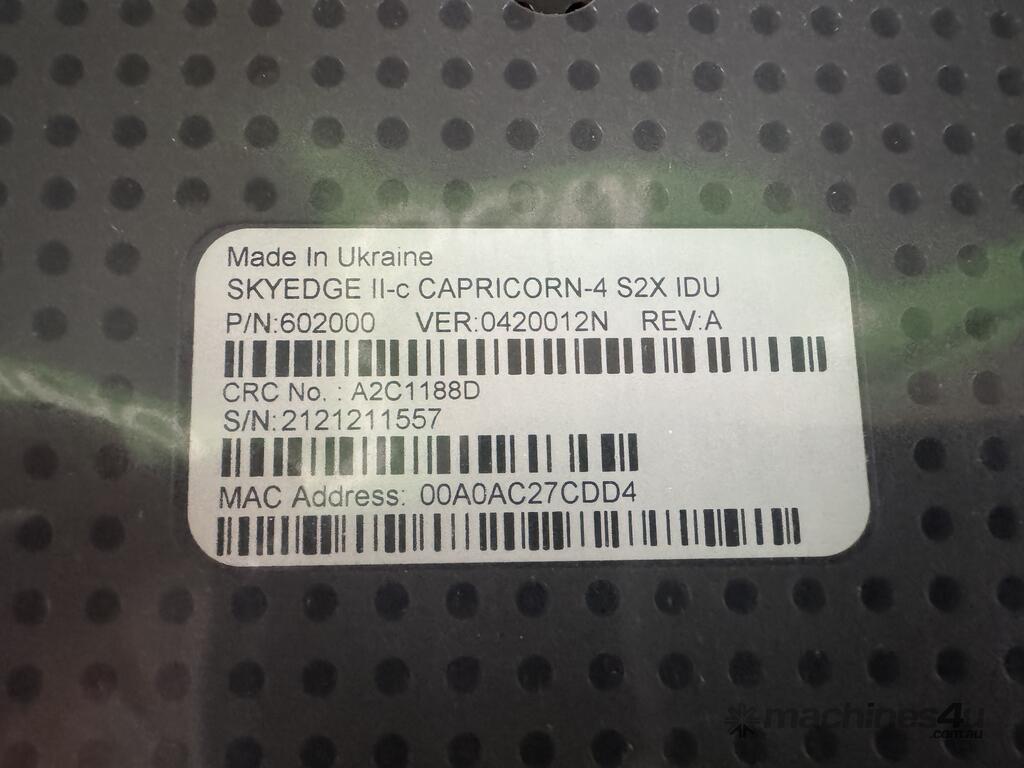 Made In Ukraine
SKYEDGE II-c CAPRICORN-4 S2X IDU
P/N:602000 VER:0420012N REV:A
CRC No. : A2C1188D
S/N:2121211557
MAC Address: 00A0AC27CDD4
machines4u
.com.au